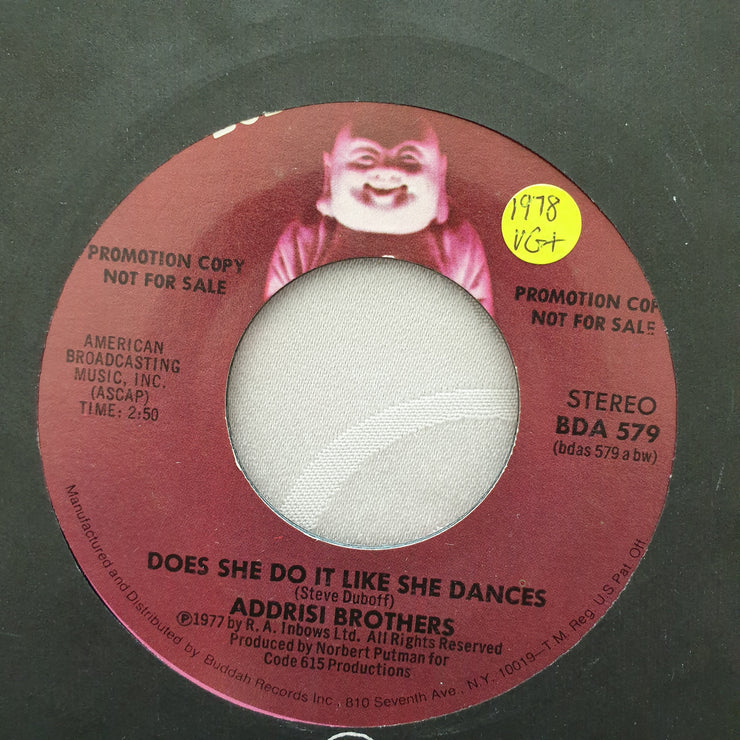 1978
VG+
PROMOTION COPY
NOT FOR SALE
PROMOTION COP
NOT FOR SALE
AMERICAN
BROADCASTING
MUSIC, INC.
(ASCAP)
TIME: 2:50
STEREO
BDA 579
(bdas 579 a bw)
DOES SHE DO IT LIKE SHE DANCES
(Steve Duboff)
ADDRISI BROTHERS
Ⓟ1977 by R. A. Inbows Ltd. All Rights Reserved
Produced by Norbert Putman for
Code 615 Productions
Manufactured and Distributed by Buddah Records Inc., 810 Seventh Ave., N.Y., N.Y. 10019—T.M. Reg U.S. Pat. Off.